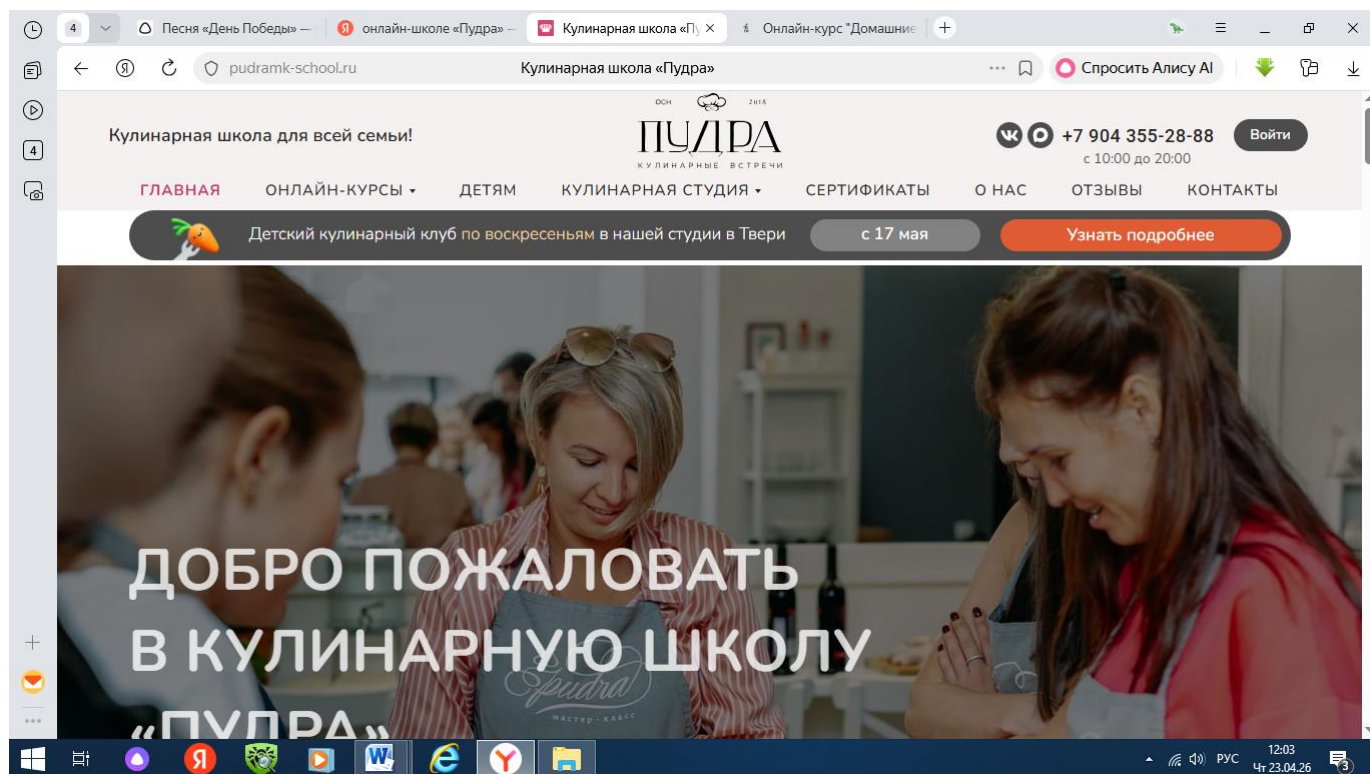 4
Песня «День Победы» —
онлайн-школе «Пудра» –
Кулинарная школа «П
Онлайн-курс "Домашние
pudramk-school.ru
Кулинарная школа «Пудра»
Спросить Алису AI
4
Кулинарная школа для всей семьи!
ОСН 2018
ПУДРА
КУЛИНАРНЫЕ ВСТРЕЧИ
+7 904 355-28-88
с 10:00 до 20:00
Войти
ГЛАВНАЯ ОНЛАЙН-КУРСЫ ДЕТЯМ КУЛИНАРНАЯ СТУДИЯ СЕРТИФИКАТЫ О НАС ОТЗЫВЫ КОНТАКТЫ
Детский кулинарный клуб по воскресеньям в нашей студии в Твери
с 17 мая
Узнать подробнее
ДОБРО ПОЖАЛОВАТЬ
В КУЛИНАРНУЮ ШКОЛУ
«ПУДРА»
Pudra
МАСТЕР-КЛАСС
РУС
12:03
Чт 23.04.26
3